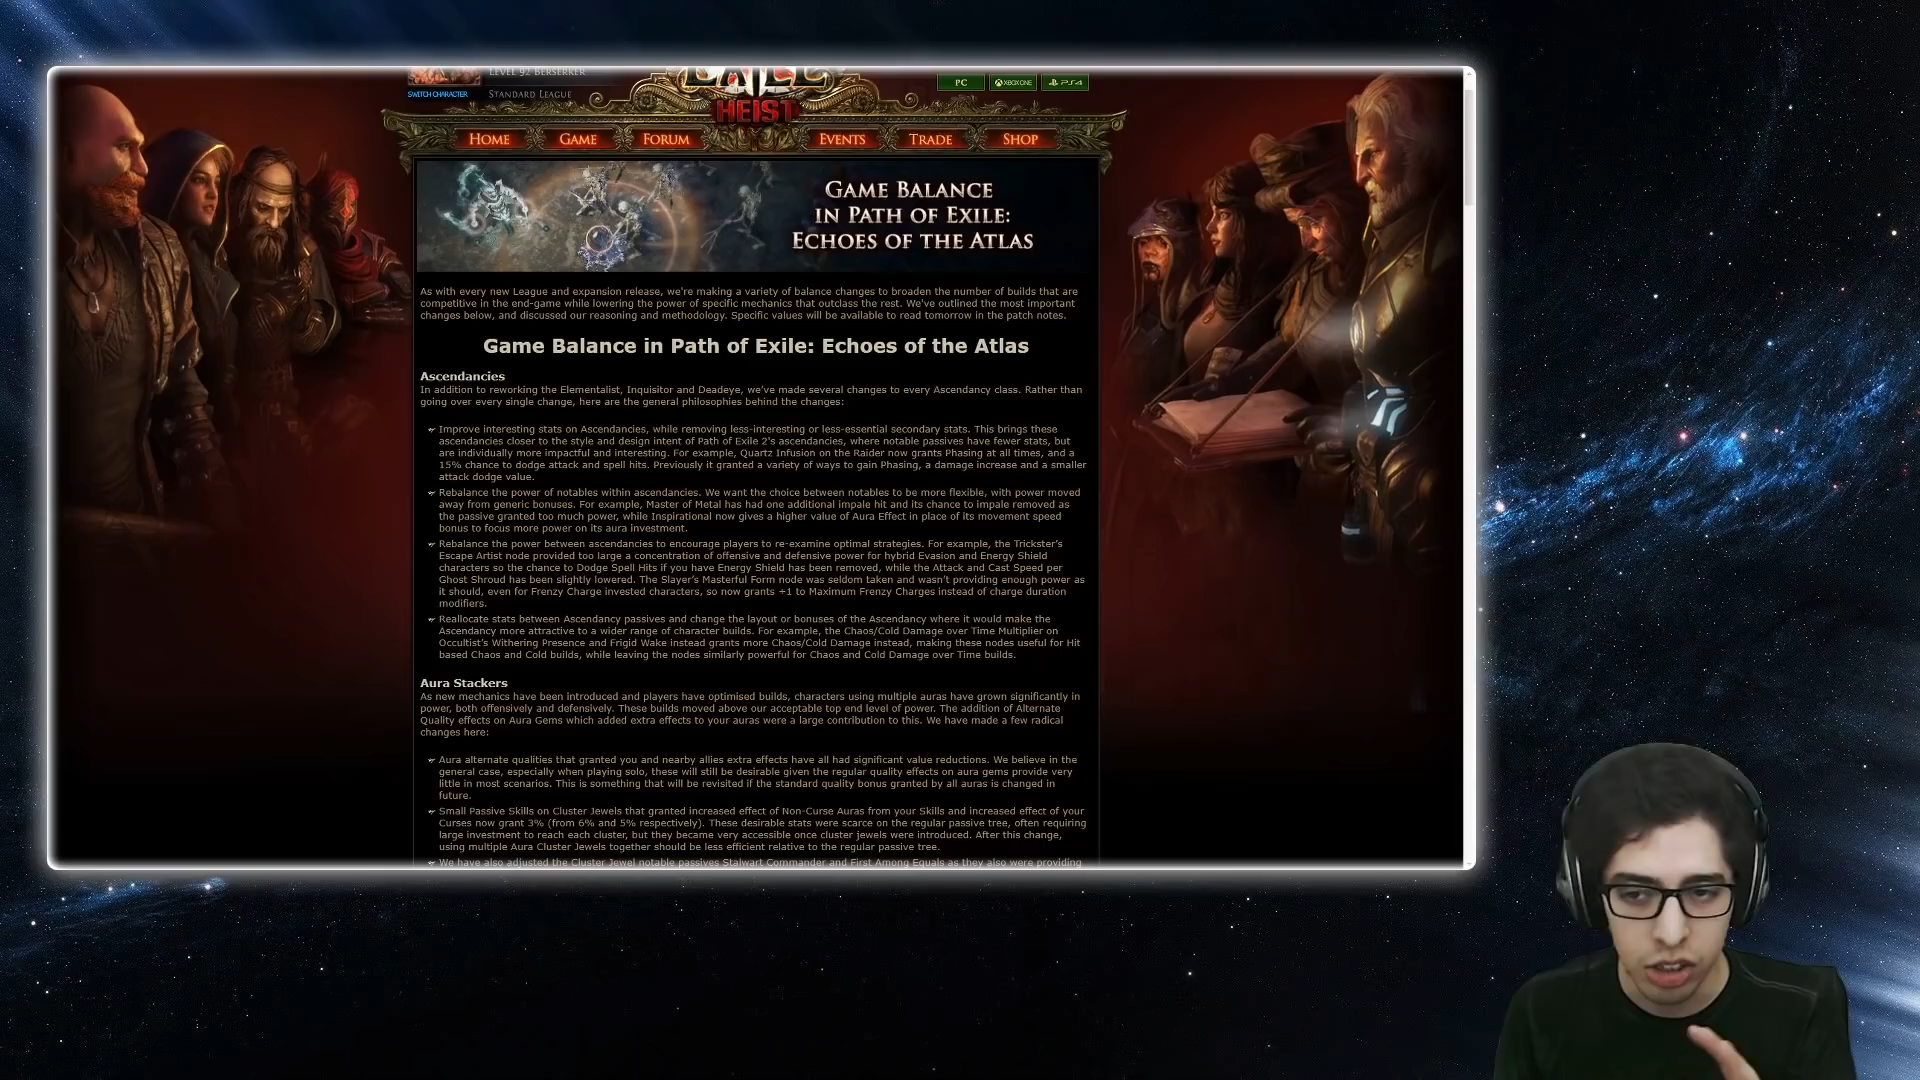 LEVEL 92 BERSERKER
SWITCH CHARACTER
STANDARD LEAGUE
HEIST
PC
XBOX ONE
PS4
HOME
GAME
FORUM
EVENTS
TRADE
SHOP
GAME BALANCE
IN PATH OF EXILE:
ECHOES OF THE ATLAS
As with every new League and expansion release, we're making a variety of balance changes to broaden the number of builds that are
competitive in the end-game while lowering the power of specific mechanics that outclass the rest. We've outlined the most important
changes below, and discussed our reasoning and methodology. Specific values will be available to read tomorrow in the patch notes.
Game Balance in Path of Exile: Echoes of the Atlas
Ascendancies
In addition to reworking the Elementalist, Inquisitor and Deadeye, we've made several changes to every Ascendancy class. Rather than
going over every single change, here are the general philosophies behind the changes:
Improve interesting stats on Ascendancies, while removing less-interesting or less-essential secondary stats. This brings these
ascendancies closer to the style and design intent of Path of Exile 2's ascendancies, where notable passives have fewer stats, but
are individually more impactful and interesting. For example, Quartz Infusion on the Raider now grants Phasing at all times, and a
15% chance to dodge attack and spell hits. Previously it granted a variety of ways to gain Phasing, a damage increase and a smaller
attack dodge value.
Rebalance the power of notables within ascendancies. We want the choice between notables to be more flexible, with power moved
away from generic bonuses. For example, Master of Metal has had one additional impale hit and its chance to impale removed as
the passive granted too much power, while Inspirational now gives a higher value of Aura Effect in place of its movement speed
bonus to focus more power on its aura investment.
Rebalance the power between ascendancies to encourage players to re-examine optimal strategies. For example, the Trickster's
Escape Artist node provided too large a concentration of offensive and defensive power for hybrid Evasion and Energy Shield
characters so the chance to Dodge Spell Hits if you have Energy Shield has been removed, while the Attack and Cast Speed per
Ghost Shroud has been slightly lowered. The Slayer's Masterful Form node was seldom taken and wasn't providing enough power as
it should, even for Frenzy Charge invested characters, so now grants +1 to Maximum Frenzy Charges instead of charge duration
modifiers.
Reallocate stats between Ascendancy passives and change the layout or bonuses of the Ascendancy where it would make the
Ascendancy more attractive to a wider range of character builds. For example, the Chaos/Cold Damage over Time Multiplier on
Occultist's Withering Presence and Frigid Wake instead grants more Chaos/Cold Damage instead, making these nodes useful for Hit
based Chaos and Cold builds, while leaving the nodes similarly powerful for Chaos and Cold Damage over Time builds.
Aura Stackers
As new mechanics have been introduced and players have optimised builds, characters using multiple auras have grown significantly in
power, both offensively and defensively. These builds moved above our acceptable top end level of power. The addition of Alternate
Quality effects on Aura Gems which added extra effects to your auras were a large contribution to this. We have made a few radical
changes here:
Aura alternate qualities that granted you and nearby allies extra effects have all had significant value reductions. We believe in the
general case, especially when playing solo, these will still be desirable given the regular quality effects on aura gems provide very
little in most scenarios. This is something that will be revisited if the standard quality bonus granted by all auras is changed in
future.
Small Passive Skills on Cluster Jewels that granted increased effect of Non-Curse Auras from your Skills and increased effect of your
Curses now grant 3% (from 6% and 5% respectively). These desirable stats were scarce on the regular passive tree, often requiring
large investment to reach each cluster, but they became very accessible once cluster jewels were introduced. After this change,
using multiple Aura Cluster Jewels together should be less efficient relative to the regular passive tree.
We have also adjusted the Cluster Jewel notable passives Stalwart Commander and First Among Equals as they also were providing